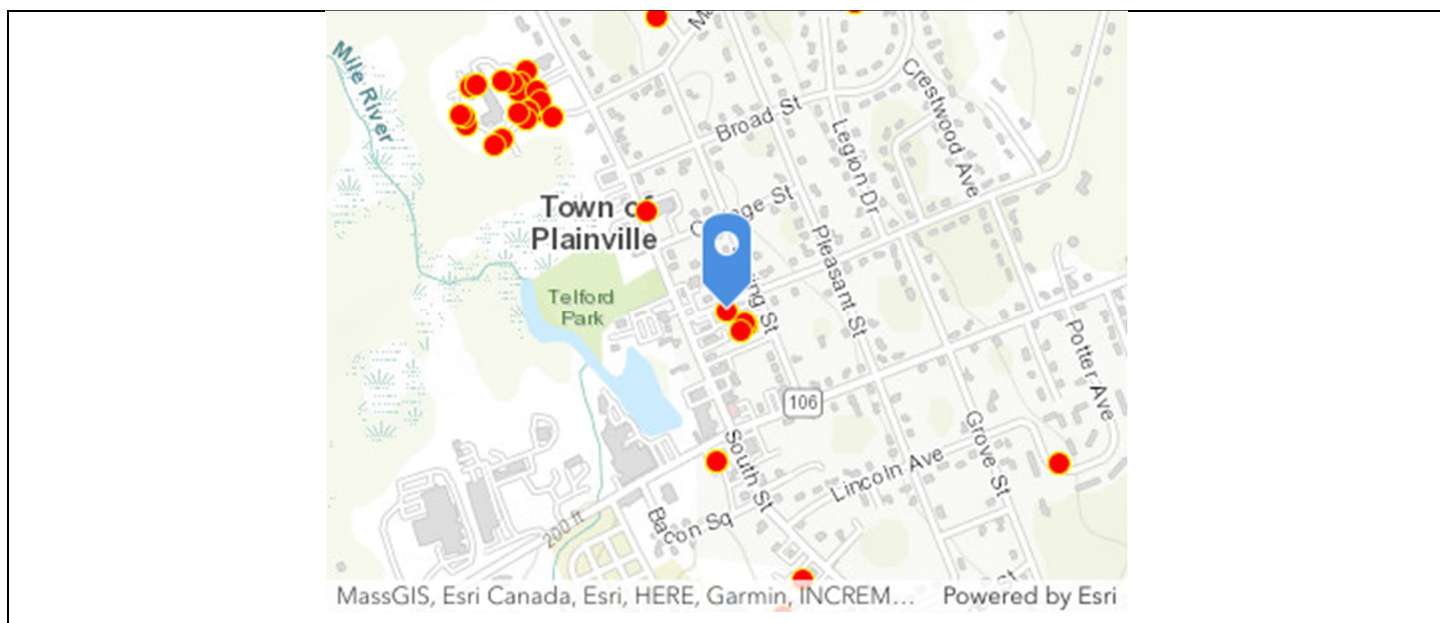 Mile River
Crestwood Ave
Broad St
Legion Dr
Town of
Plainville
Pleasant St
Telford
Park
Potter Ave
106
Grove St
South St
Lincoln Ave
Bacon Sq
200 ft
MassGIS, Esri Canada, Esri, HERE, Garmin, INCREM... Powered by Esri